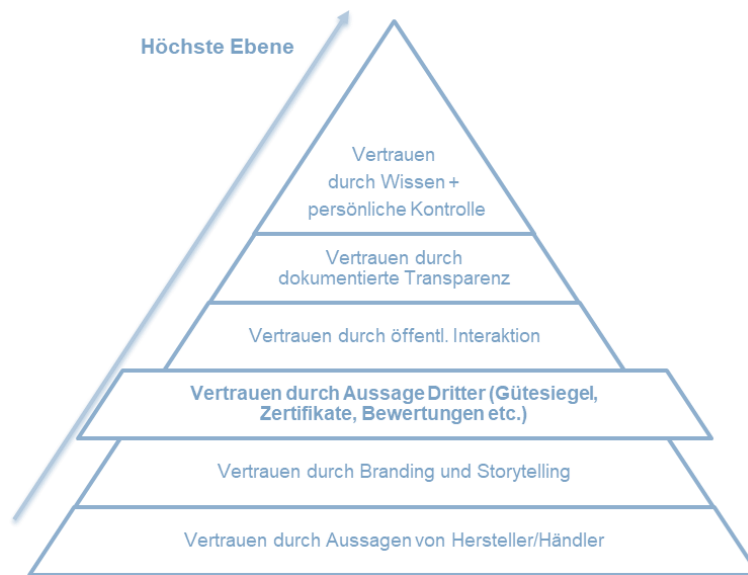 Höchste Ebene
Vertrauen
durch Wissen +
persönliche Kontrolle
Vertrauen durch
dokumentierte Transparenz
Vertrauen durch öffentl. Interaktion
Vertrauen durch Aussage Dritter (Gütesiegel,
Zertifikate, Bewertungen etc.)
Vertrauen durch Branding und Storytelling
Vertrauen durch Aussagen von Hersteller/Händler